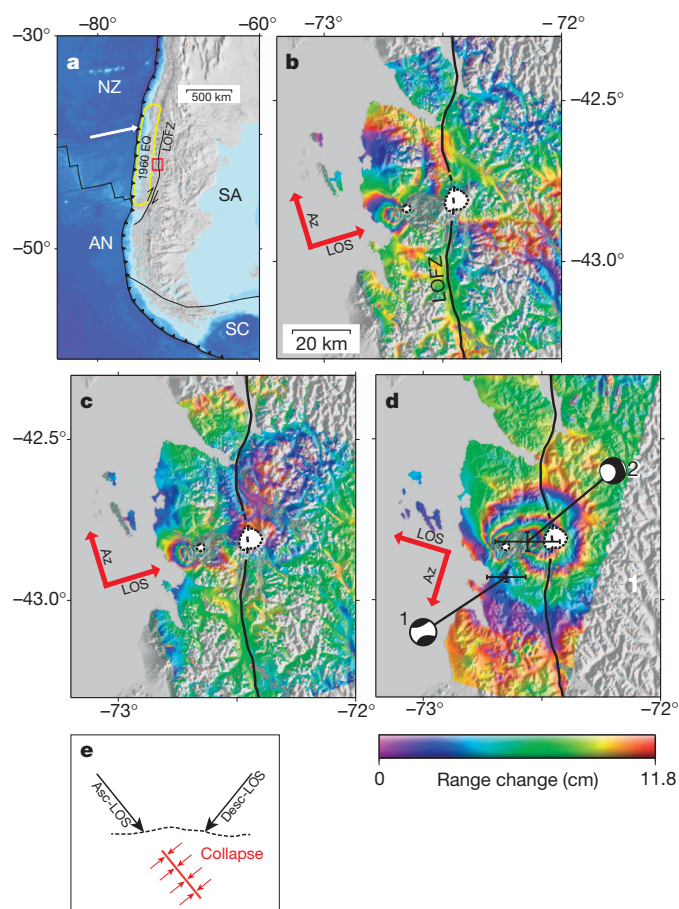 −80° −60
−30°
a
NZ
500 km
1960 EQ
LOFZ
SA
−50°
AN
SC
−73° −72°
b
−42.5°
Az
LOS
LOFZ
−43.0°
20 km
c
−42.5°
Az
LOS
−43.0°
−73° −72°
d
2
LOS
Az
1
1
−73° −72°
0 Range change (cm) 11.8
e
Asc-LOS
Desc-LOS
Collapse